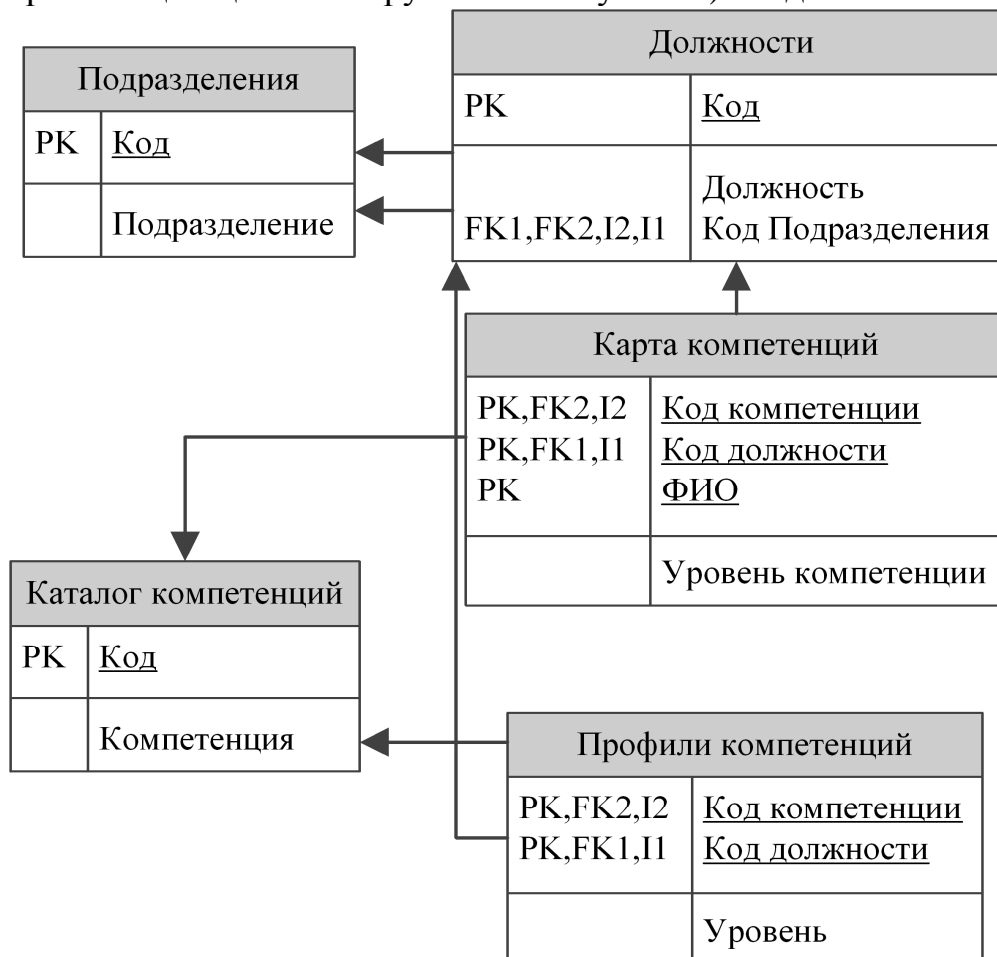 Подразделения
PK Код
Подразделение
Должности
PK Код
Должность
FK1,FK2,I2,I1 Код Подразделения
Карта компетенций
PK,FK2,I2 Код компетенции
PK,FK1,I1 Код должности
PK ФИО
Уровень компетенции
Каталог компетенций
PK Код
Компетенция
Профили компетенций
PK,FK2,I2 Код компетенции
PK,FK1,I1 Код должности
Уровень